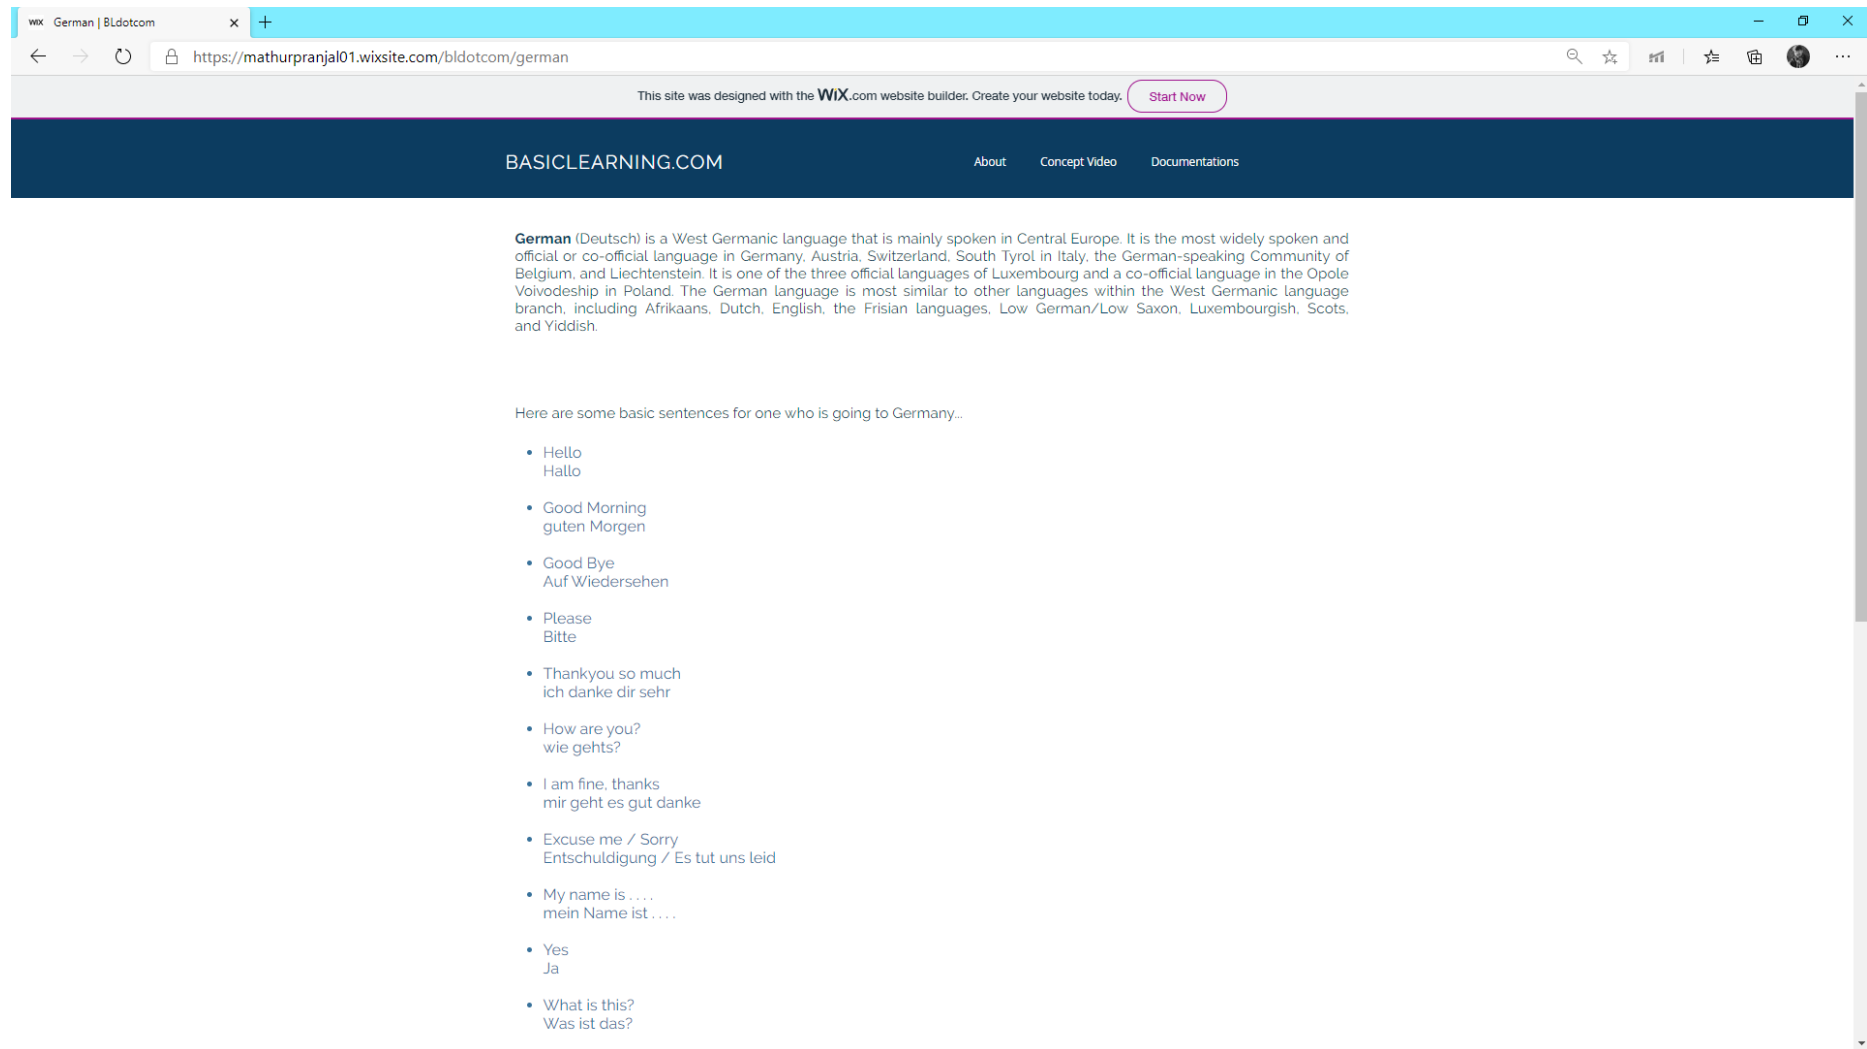 WiX German | BLdotcom
https://mathurpranjal01.wixsite.com/bldotcom/german
This site was designed with the WiX.com website builder. Create your website today. Start Now
BASICLEARNING.COM
About Concept Video Documentations
German (Deutsch) is a West Germanic language that is mainly spoken in Central Europe. It is the most widely spoken and
official or co-official language in Germany, Austria, Switzerland, South Tyrol in Italy, the German-speaking Community of
Belgium, and Liechtenstein. It is one of the three official languages of Luxembourg and a co-official language in the Opole
Voivodeship in Poland. The German language is most similar to other languages within the West Germanic language
branch, including Afrikaans, Dutch, English, the Frisian languages, Low German/Low Saxon, Luxembourgish, Scots,
and Yiddish.
Here are some basic sentences for one who is going to Germany...
• Hello
Hallo
• Good Morning
guten Morgen
• Good Bye
Auf Wiedersehen
• Please
Bitte
• Thankyou so much
ich danke dir sehr
• How are you?
wie gehts?
• I am fine, thanks
mir geht es gut danke
• Excuse me / Sorry
Entschuldigung / Es tut uns leid
• My name is . . . .
mein Name ist . . . .
• Yes
Ja
• What is this?
Was ist das?